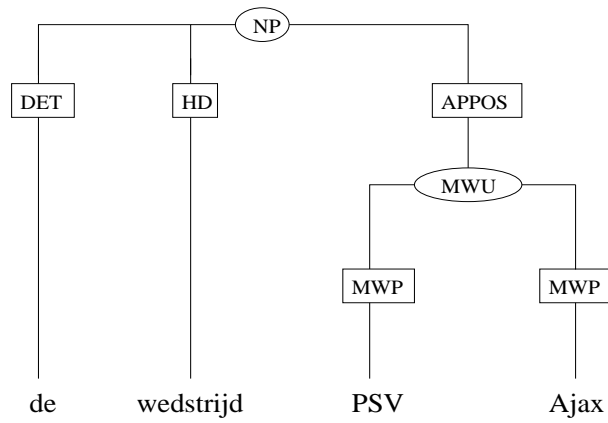 NP
DET HD APPOS
MWU
MWP MWP
de wedstrijd PSV Ajax